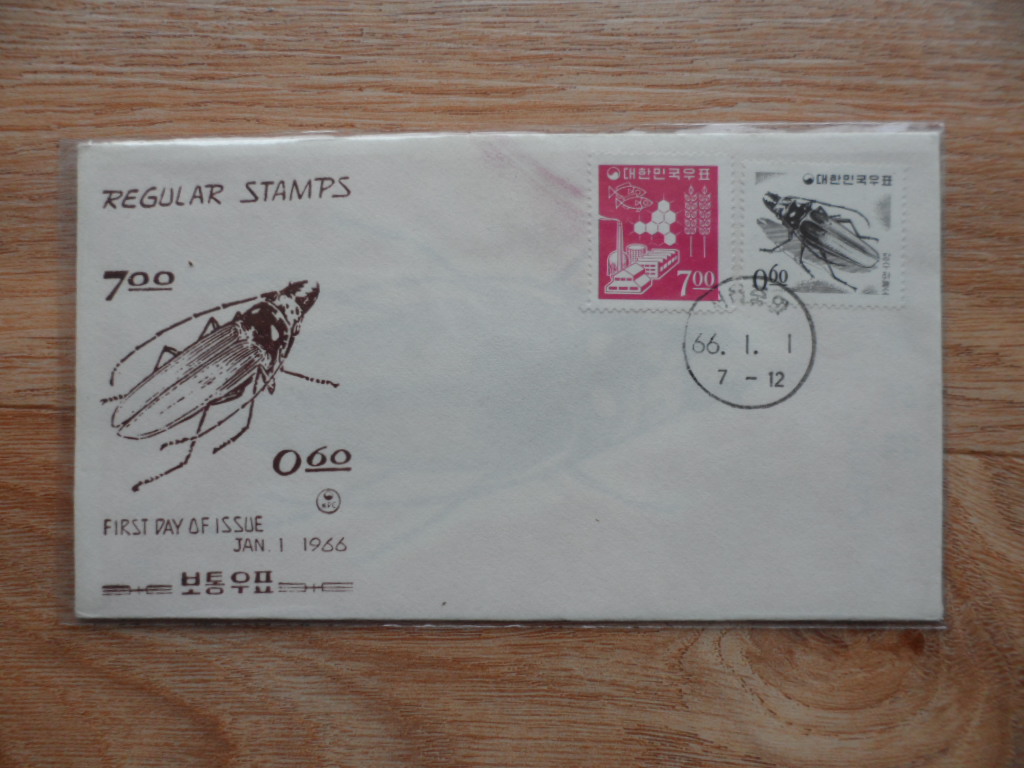 REGULAR STAMPS
대한민국우표
7.00
대한민국우표
0.60
66. 1. 1
7 - 12
7.00
0.60
KPC
FIRST DAY OF ISSUE
JAN. 1 1966
보통우표